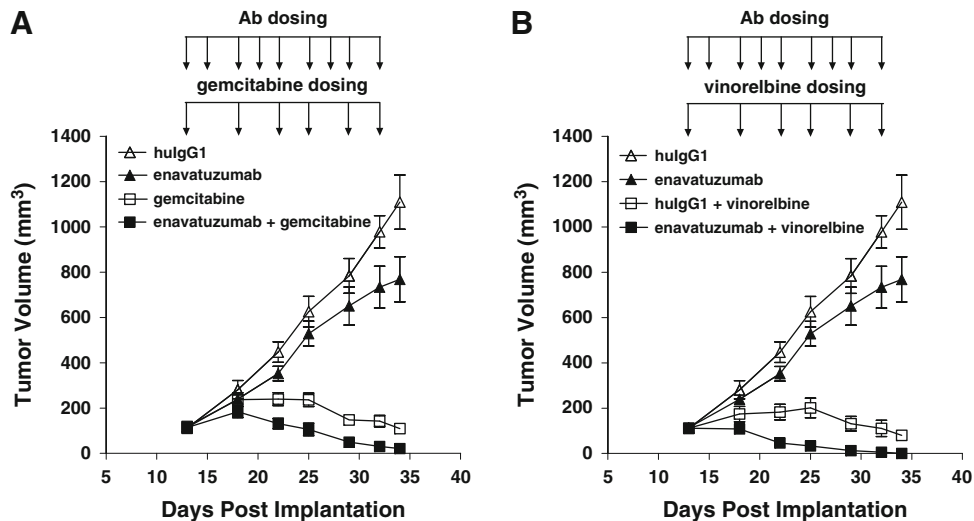 A
Ab dosing
gemcitabine dosing
1400
1200
1000
800
600
400
200
0
Tumor Volume (mm³)
huIgG1
enavatuzumab
gemcitabine
enavatuzumab + gemcitabine
5 10 15 20 25 30 35 40
Days Post Implantation
B
Ab dosing
vinorelbine dosing
1400
1200
1000
800
600
400
200
0
Tumor Volume (mm³)
huIgG1
enavatuzumab
huIgG1 + vinorelbine
enavatuzumab + vinorelbine
5 10 15 20 25 30 35 40
Days Post Implantation